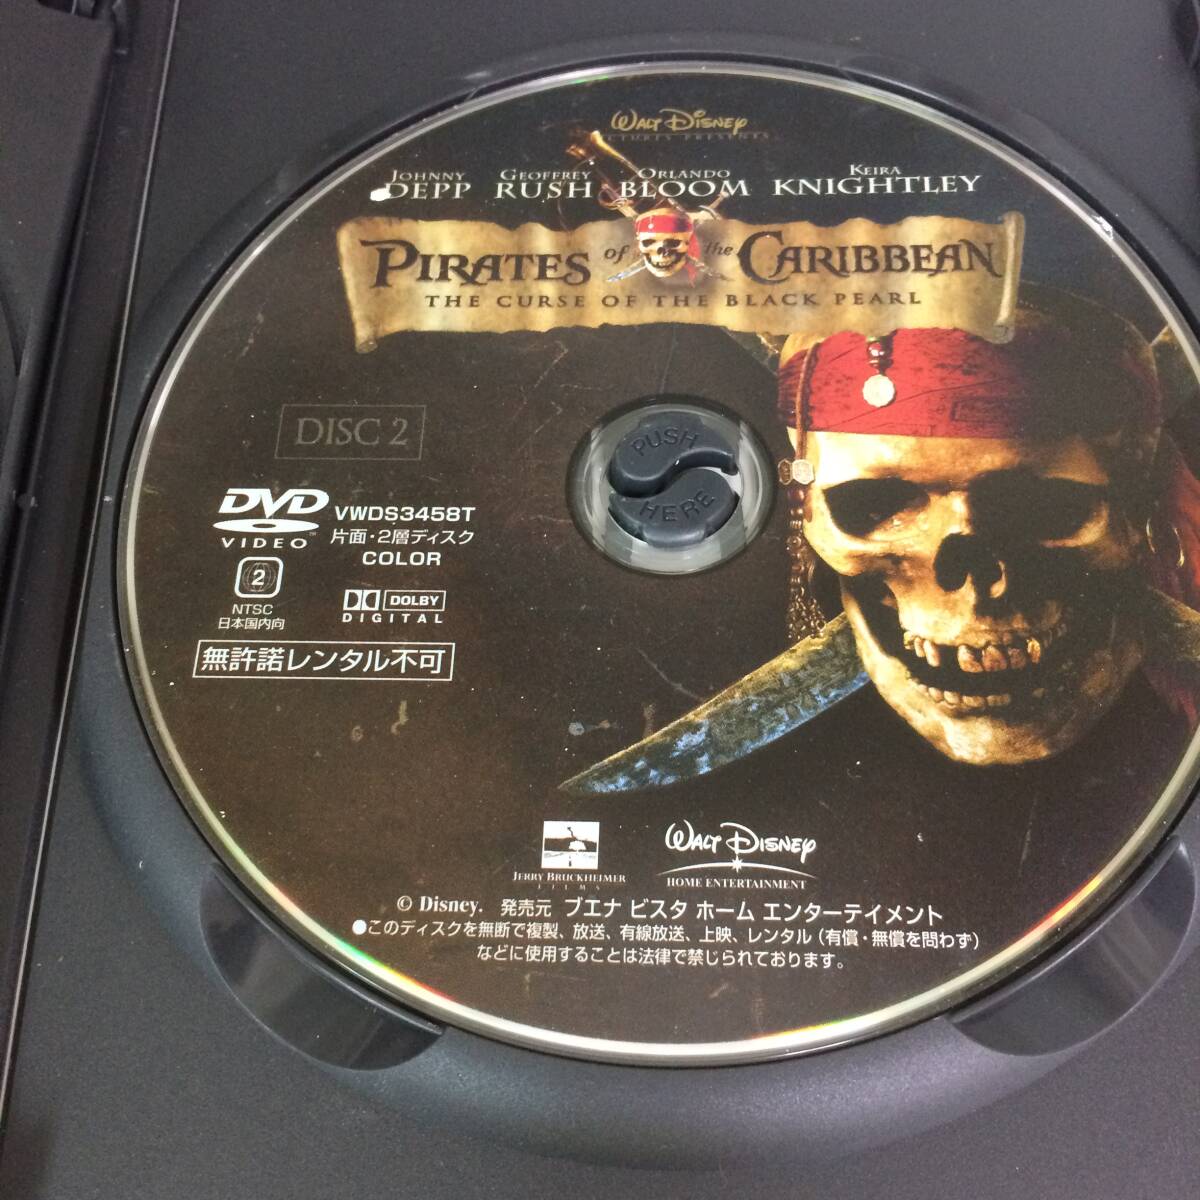 WALT DISNEY
PICTURES PRESENTS
JOHNNY DEPP
GEOFFREY RUSH
ORLANDO BLOOM
KEIRA KNIGHTLEY
PIRATES of the CARIBBEAN
THE CURSE OF THE BLACK PEARL
DISC 2
PUSH
HERE
DVD
VIDEO™
VWDS3458T
片面・2層ディスク
COLOR
2
NTSC
日本国内向
DOLBY
DIGITAL
無許諾レンタル不可
JERRY BRUCKHEIMER
FILMS
WALT DISNEY
HOME ENTERTAINMENT
© Disney. 発売元 ブエナ ビスタ ホーム エンターテイメント
●このディスクを無断で複製、放送、有線放送、上映、レンタル(有償・無償を問わず)
などに使用することは法律で禁じられております。